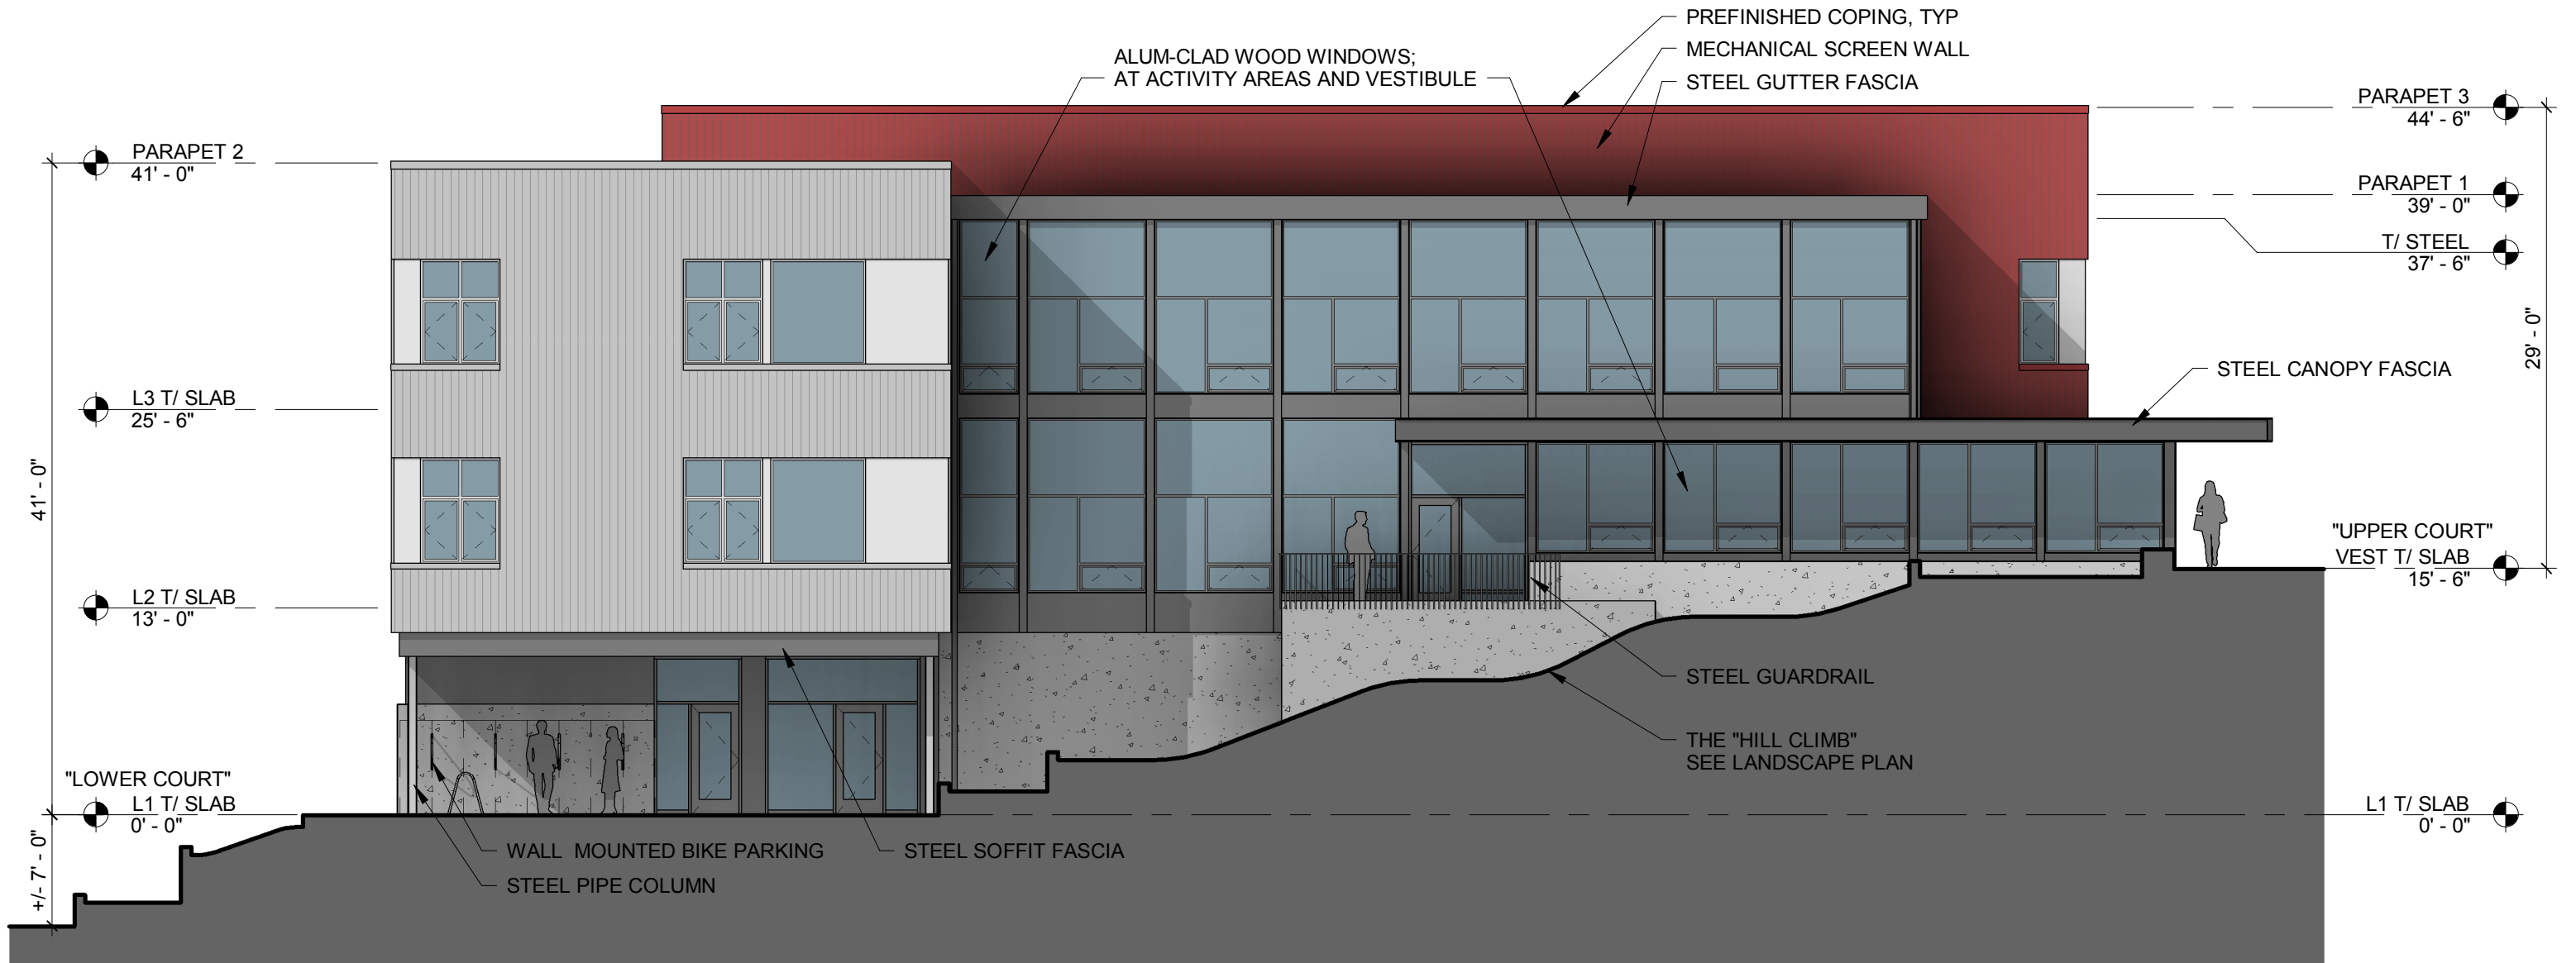 PREFINISHED COPING, TYP
MECHANICAL SCREEN WALL
STEEL GUTTER FASCIA
ALUM-CLAD WOOD WINDOWS;
AT ACTIVITY AREAS AND VESTIBULE
PARAPET 3
44' - 6"
PARAPET 2
41' - 0"
PARAPET 1
39' - 0"
T/ STEEL
37' - 6"
29' - 0"
STEEL CANOPY FASCIA
L3 T/ SLAB
25' - 6"
41' - 0"
"UPPER COURT"
VEST T/ SLAB
15' - 6"
L2 T/ SLAB
13' - 0"
STEEL GUARDRAIL
THE "HILL CLIMB"
SEE LANDSCAPE PLAN
"LOWER COURT"
L1 T/ SLAB
0' - 0"
L1 T/ SLAB
0' - 0"
+/- 7' - 0"
WALL  MOUNTED BIKE PARKING
STEEL SOFFIT FASCIA
STEEL PIPE COLUMN